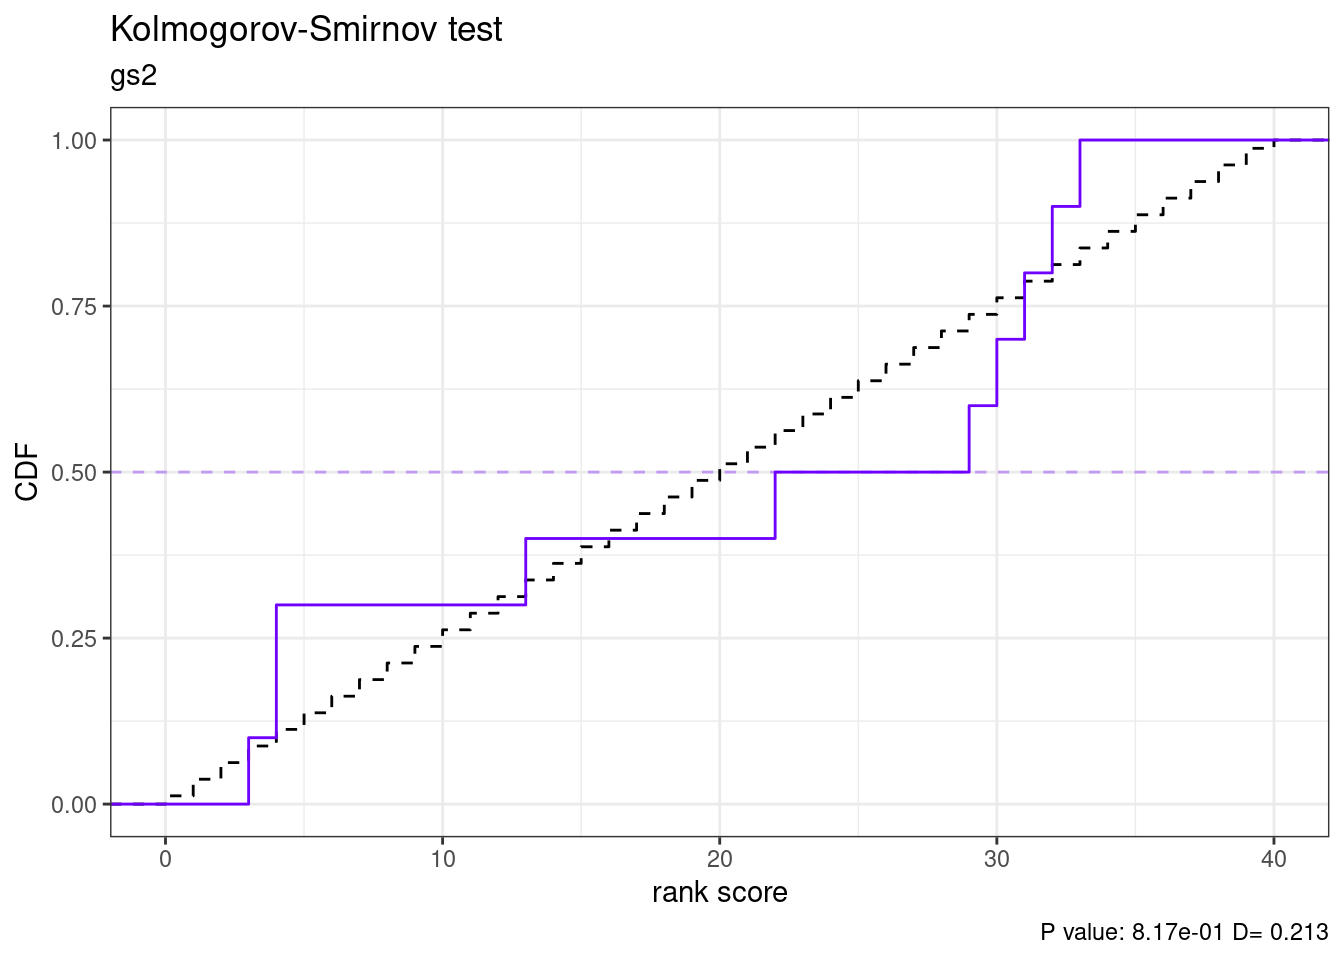 Kolmogorov-Smirnov test
gs2
1.00
0.75
0.50
0.25
0.00
CDF
0 10 20 30 40
rank score
P value: 8.17e-01 D= 0.213